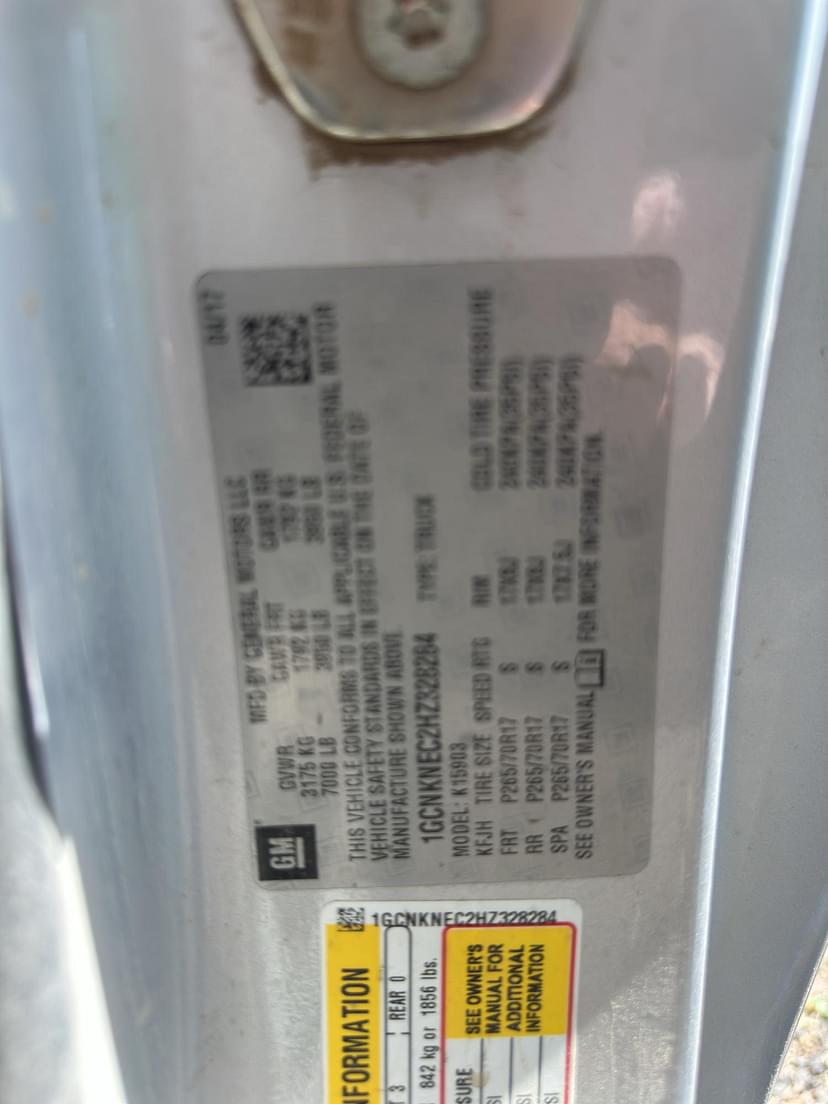 04/17
MFD BY GENERAL MOTORS LLC
GM
GVWR GAWR FRT GAWR RR
3175 KG 1792 KG 1792 KG
7000 LB 3950 LB 3950 LB
THIS VEHICLE CONFORMS TO ALL APPLICABLE U.S. FEDERAL MOTOR
VEHICLE SAFETY STANDARDS IN EFFECT ON THE DATE OF
MANUFACTURE SHOWN ABOVE.
1GCNKNEC2HZ328284 TYPE: TRUCK
MODEL: K15903
KFJH TIRE SIZE SPEED RTG RIM COLD TIRE PRESSURE
FRT P265/70R17 S 17X8J 240KPA(35PSI)
RR P265/70R17 S 17X8J 240KPA(35PSI)
SPA P265/70R17 S 17X7.5J 240KPA(35PSI)
SEE OWNER'S MANUAL FOR MORE INFORMATION.
1GCNKNEC2HZ328284
INFORMATION
3 REAR 0
842 kg or 1856 lbs.
SEE OWNER'S
MANUAL FOR
ADDITIONAL
INFORMATION